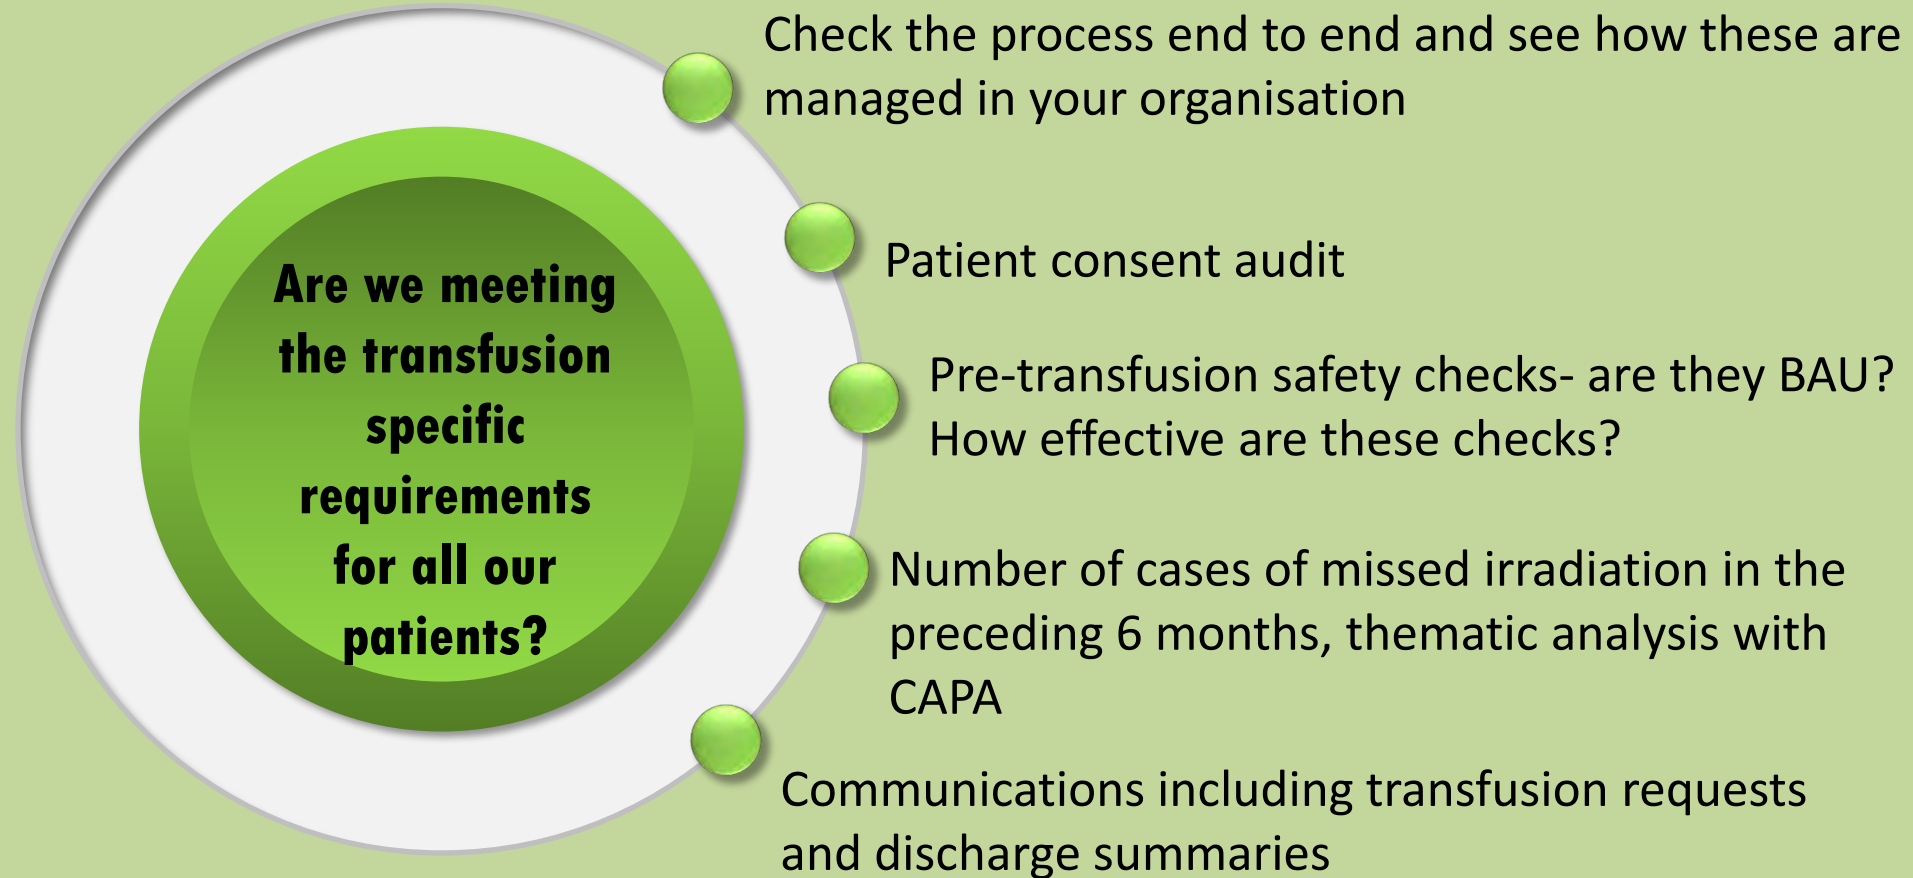 Check the process end to end and see how these are
managed in your organisation
Patient consent audit
Are we meeting
the transfusion
specific
requirements
for all our
patients?
Pre-transfusion safety checks- are they BAU?
How effective are these checks?
Number of cases of missed irradiation in the
preceding 6 months, thematic analysis with
CAPA
Communications including transfusion requests
and discharge summaries